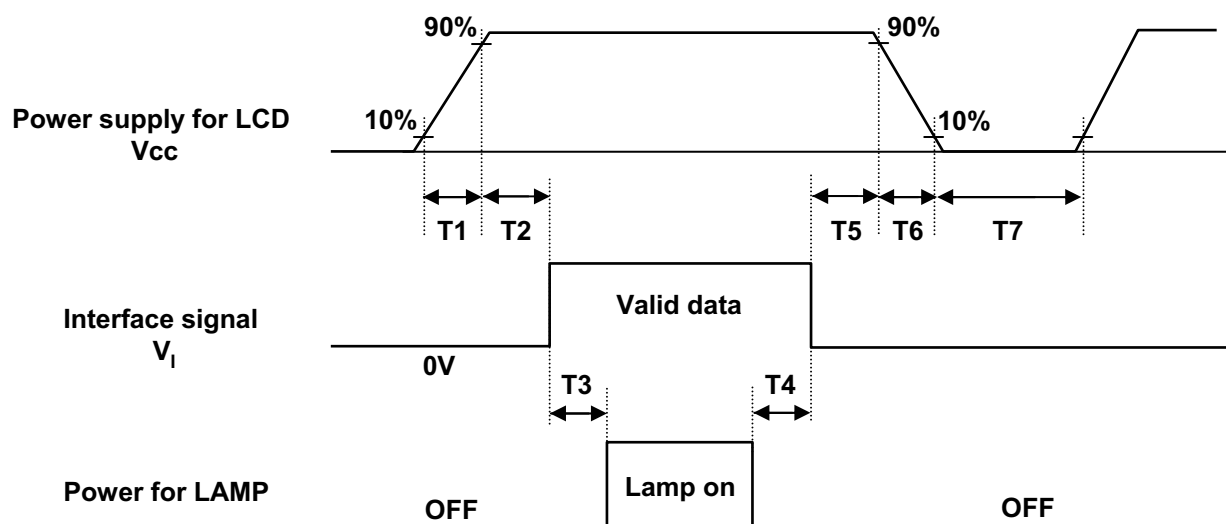 90%
90%
Power supply for LCD
Vcc
10%
10%
T1
T2
T5
T6
T7
Interface signal
V_I
Valid data
0V
T3
T4
Power for LAMP
OFF
Lamp on
OFF